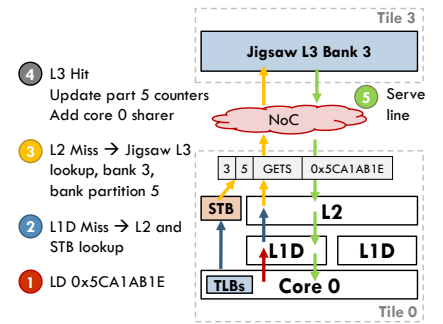 Tile 3
Jigsaw L3 Bank 3
4 L3 Hit
Update part 5 counters
Add core 0 sharer
5 Serve
line
NoC
3 L2 Miss → Jigsaw L3
lookup, bank 3,
bank partition 5
3 5 GETS 0x5CA1AB1E
STB L2
2 L1D Miss → L2 and
STB lookup
L1D L1D
1 LD 0x5CA1AB1E
TLBs Core 0
Tile 0